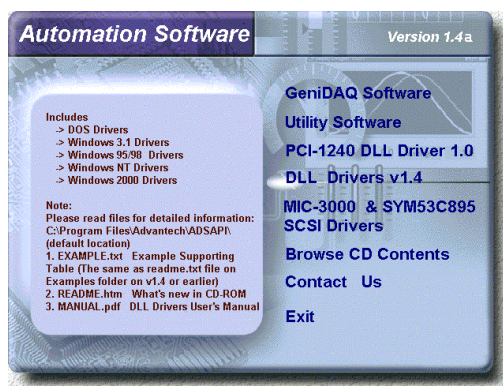 Automation Software
Version 1.4a
Includes
-> DOS Drivers
-> Windows 3.1 Drivers
-> Windows 95/98 Drivers
-> Windows NT Drivers
-> Windows 2000 Drivers
Note:
Please read files for detailed information:
C:\Program Files\Advantech\ADSAPI\
(default location)
1. EXAMPLE.txt Example Supporting
Table (The same as readme.txt file on
Examples folder on v1.4 or earlier)
2. README.htm What's new in CD-ROM
3. MANUAL.pdf DLL Drivers User's Manual
GeniDAQ Software
Utility Software
PCI-1240 DLL Driver 1.0
DLL Drivers v1.4
MIC-3000 & SYM53C895
SCSI Drivers
Browse CD Contents
Contact Us
Exit